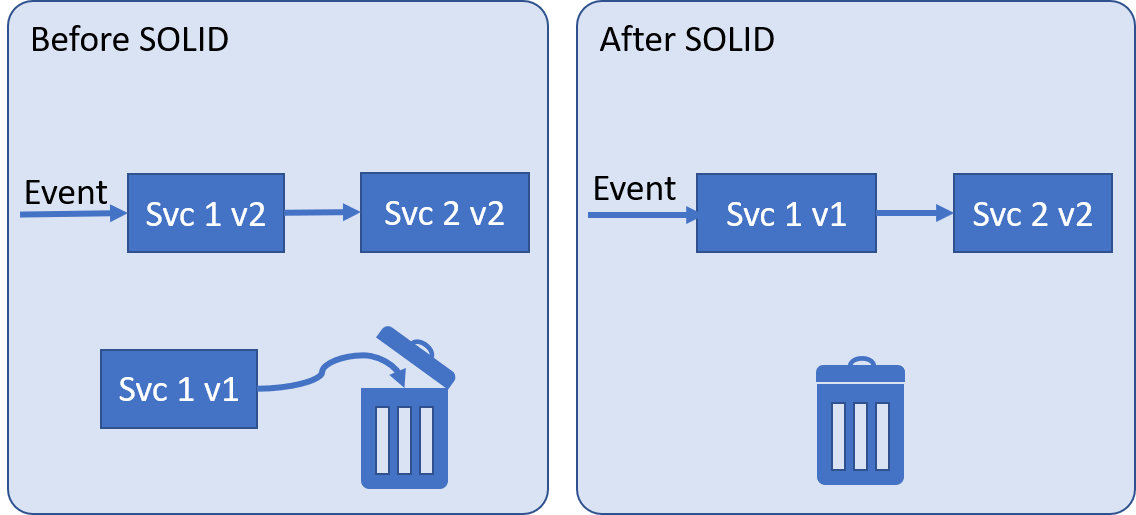 Before SOLID
Event
Svc 1 v2
Svc 2 v2
Svc 1 v1
After SOLID
Event
Svc 1 v1
Svc 2 v2